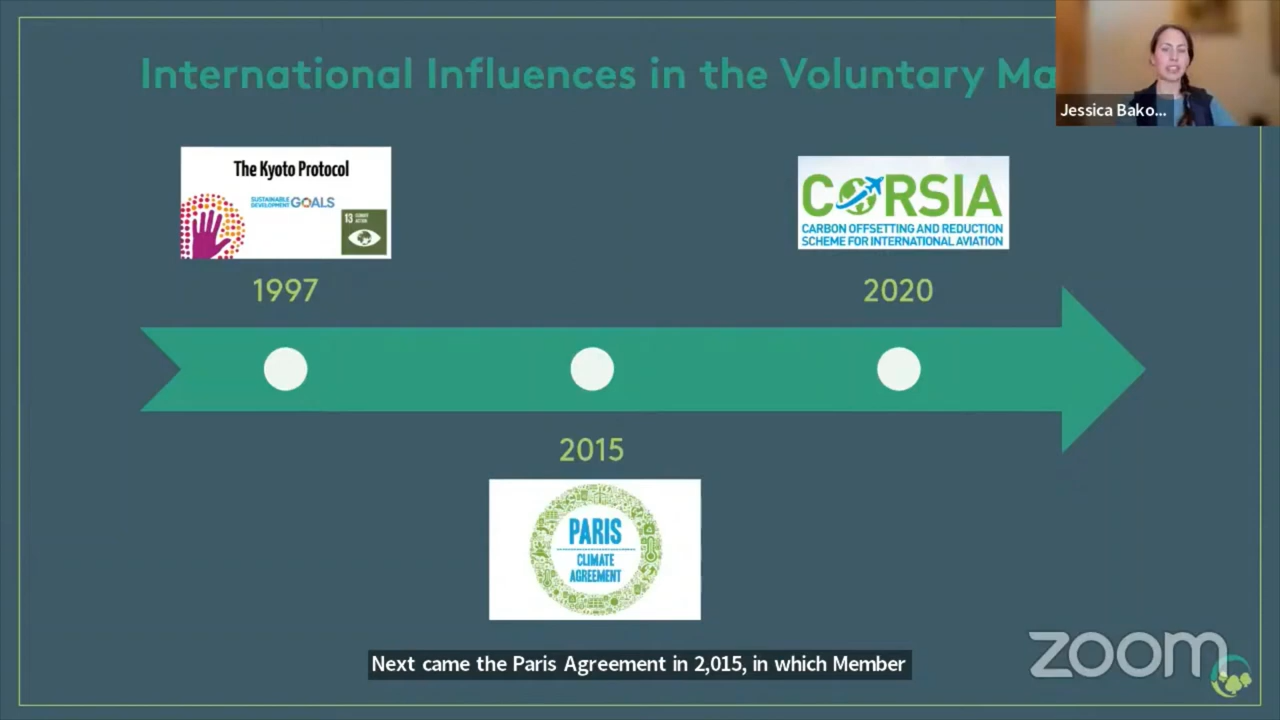 International Influences in the Voluntary Ma
Jessica Bako...
The Kyoto Protocol
SUSTAINABLE
DEVELOPMENT GOALS
13 CLIMATE
ACTION
1997
CORSIA
CARBON OFFSETTING AND REDUCTION
SCHEME FOR INTERNATIONAL AVIATION
2020
2015
PARIS
CLIMATE
AGREEMENT
Next came the Paris Agreement in 2,015, in which Member
zoom